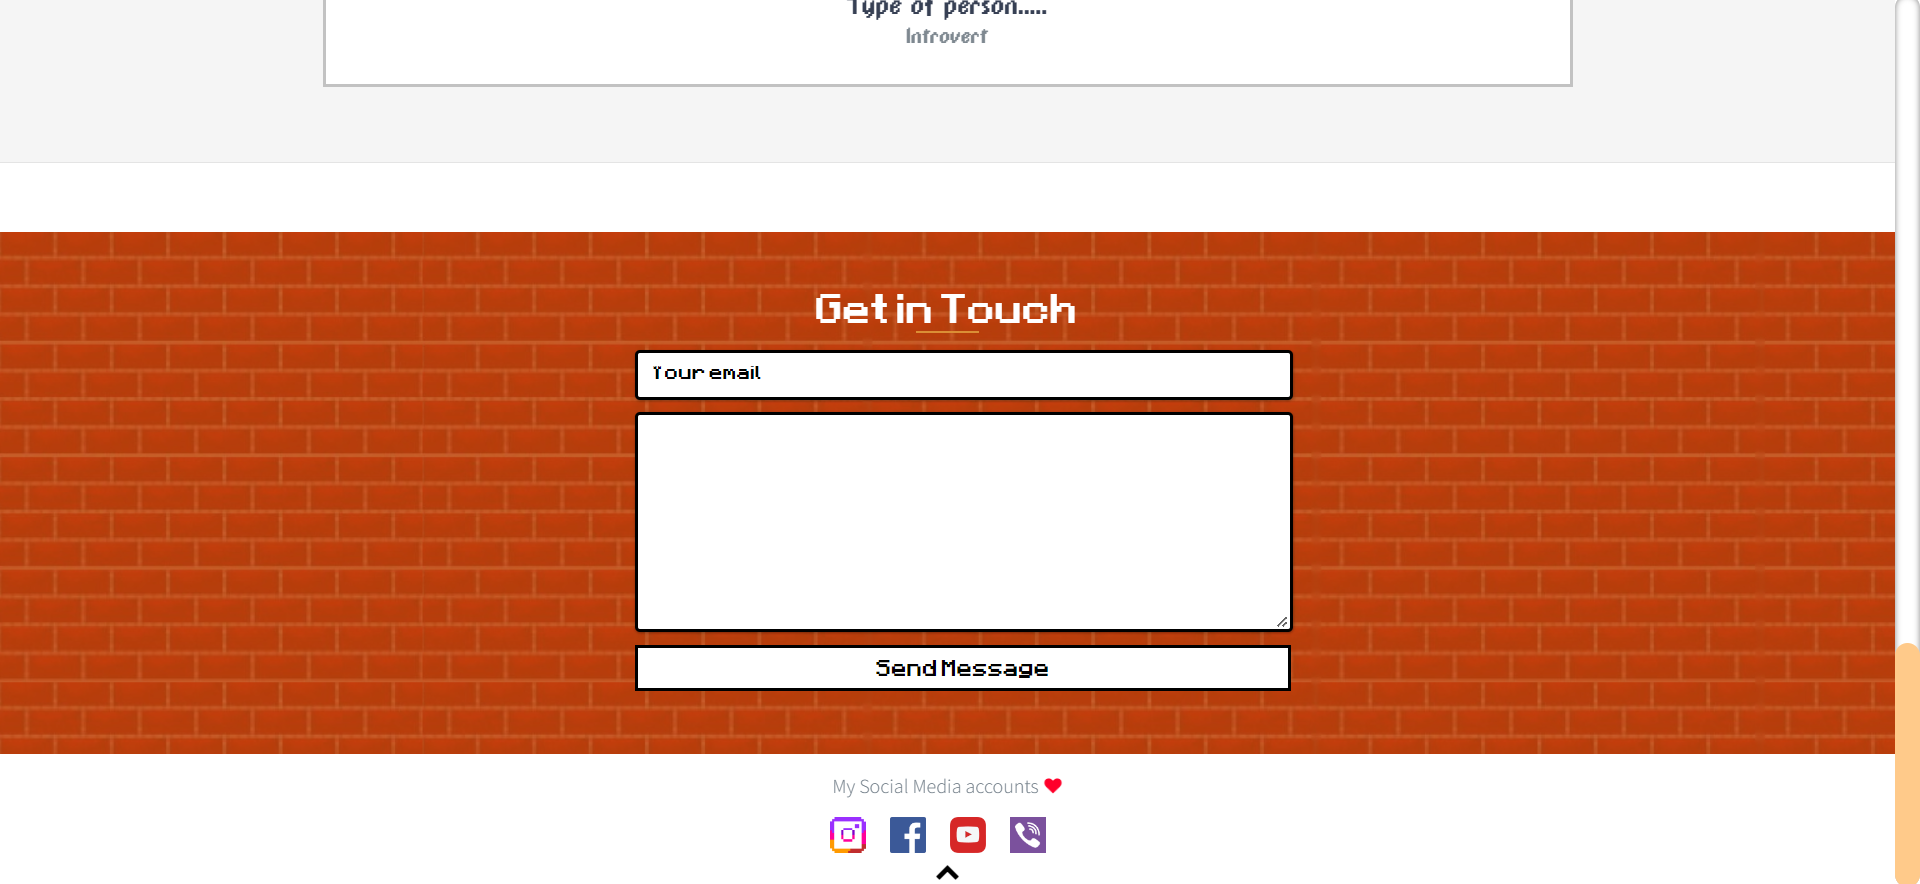 Type of person.....
Introvert
Get in Touch
Your email
Send Message
My Social Media accounts